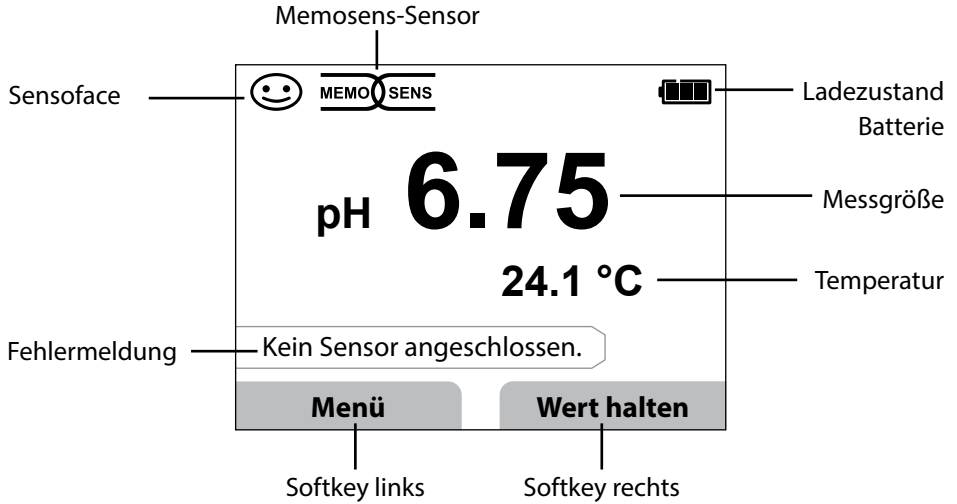 Memosens-Sensor
Sensoface
MEMO SENS
Ladezustand
Batterie
pH 6.75
Messgröße
24.1 °C
Temperatur
Fehlermeldung
Kein Sensor angeschlossen.
Menü
Wert halten
Softkey links
Softkey rechts